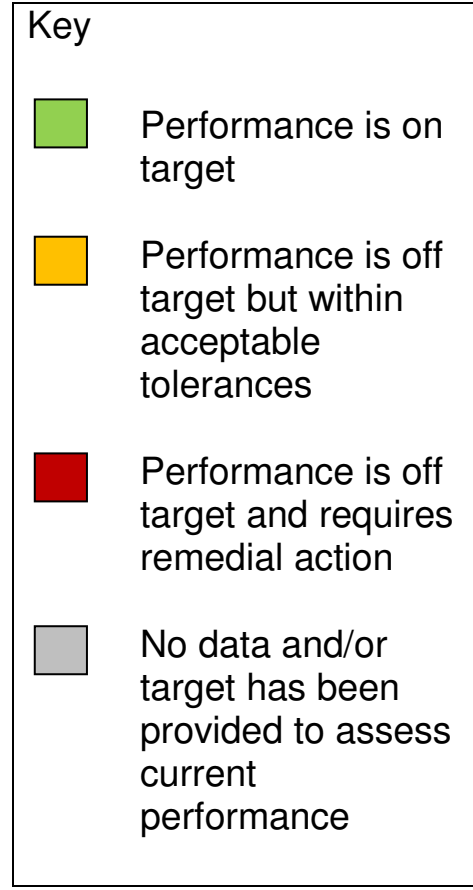 Key
Performance is on
target
Performance is off
target but within
acceptable
tolerances
Performance is off
target and requires
remedial action
No data and/or
target has been
provided to assess
current
performance